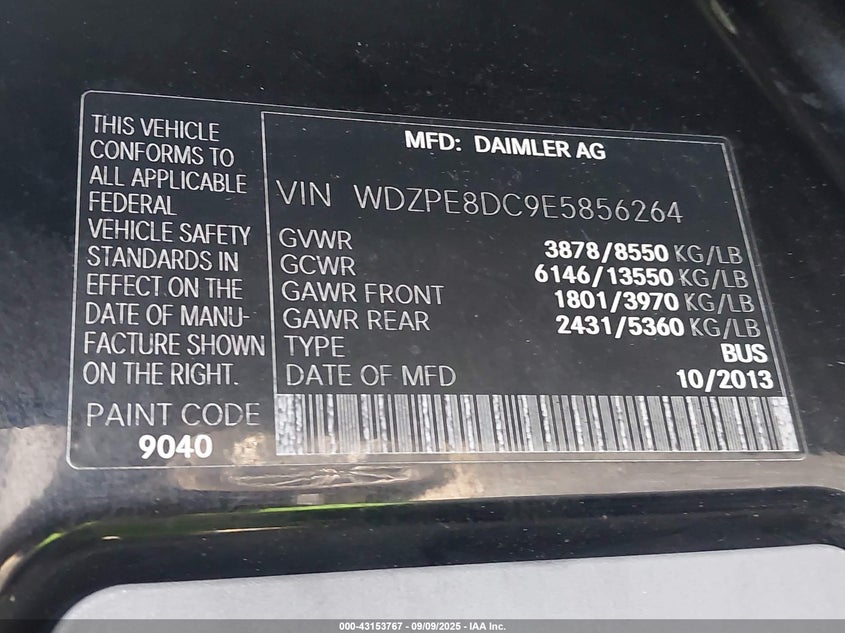 THIS VEHICLE
CONFORMS TO
ALL APPLICABLE
FEDERAL
VEHICLE SAFETY
STANDARDS IN
EFFECT ON THE
DATE OF MANU-
FACTURE SHOWN
ON THE RIGHT.
PAINT CODE
9040
MFD: DAIMLER AG
VIN WDZPE8DC9E5856264
GVWR 3878/8550 KG/LB
GCWR 6146/13550 KG/LB
GAWR FRONT 1801/3970 KG/LB
GAWR REAR 2431/5360 KG/LB
TYPE BUS
DATE OF MFD 10/2013
000-43153767 - 09/09/2025 - IAA Inc.